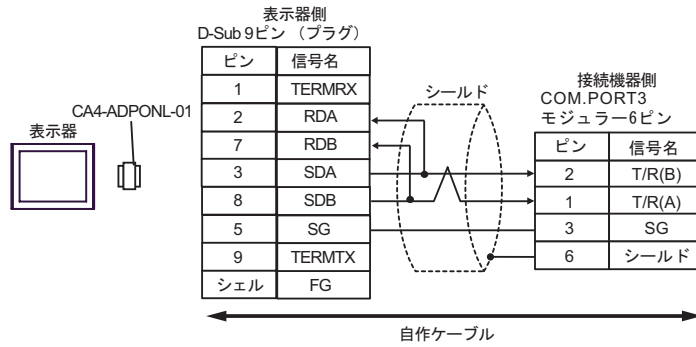 表示器側
D-Sub 9ピン （プラグ）
ピン 信号名
1 TERMRX
2 RDA
7 RDB
3 SDA
8 SDB
5 SG
9 TERMTX
シェル FG
CA4-ADPONL-01
表示器
シールド
接続機器側
COM.PORT3
モジュラー6ピン
ピン 信号名
2 T/R(B)
1 T/R(A)
3 SG
6 シールド
自作ケーブル